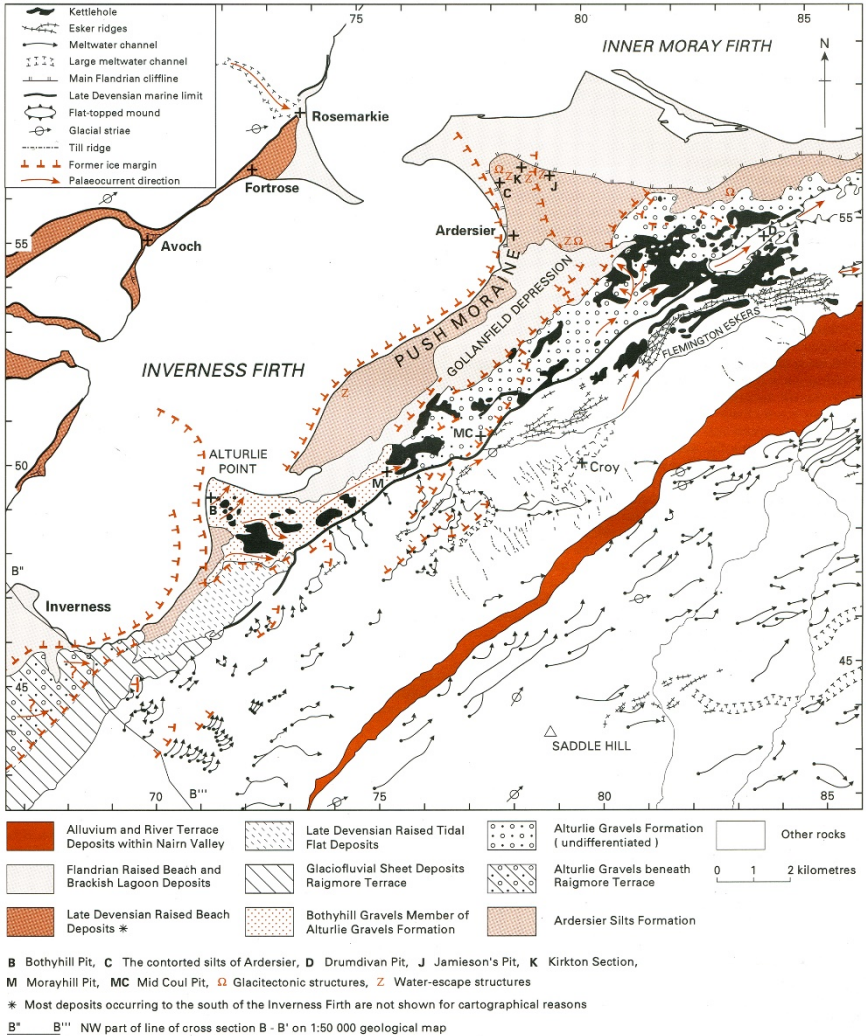 75
80
85
Kettlehole
Esker ridges
Meltwater channel
Large meltwater channel
Main Flandrian cliffline
Late Devensian marine limit
Flat-topped mound
Glacial striae
Till ridge
Former ice margin
Palaeocurrent direction
INNER MORAY FIRTH
N
Rosemarkie
Fortrose
Avoch
55
Ω
Z
K
Z
Z
J
C
Ω
Ardersier
Z Ω
D
55
PUSH MORAINE
GOLLANFIELD DEPRESSION
FLEMINGTON ESKERS
INVERNESS FIRTH
Z
MC
50
ALTURLIE
POINT
M
Croy
B
B"
Inverness
45
45
?
?
?
SADDLE HILL
70
B'''
75
80
85
Alluvium and River Terrace
Deposits within Nairn Valley
Late Devensian Raised Tidal
Flat Deposits
Alturlie Gravels Formation
( undifferentiated )
Other rocks
Flandrian Raised Beach and
Brackish Lagoon Deposits
Glaciofluvial Sheet Deposits
Raigmore Terrace
Alturlie Gravels beneath
Raigmore Terrace
0 1 2 kilometres
Late Devensian Raised Beach
Deposits ✳
Bothyhill Gravels Member of
Alturlie Gravels Formation
Ardersier Silts Formation
B Bothyhill Pit, C The contorted silts of Ardersier, D Drumdivan Pit, J Jamieson's Pit, K Kirkton Section,
M Morayhill Pit, MC Mid Coul Pit, Ω Glacitectonic structures, Z Water-escape structures
✳ Most deposits occurring to the south of the Inverness Firth are not shown for cartographical reasons
B" B''' NW part of line of cross section B - B' on 1:50 000 geological map